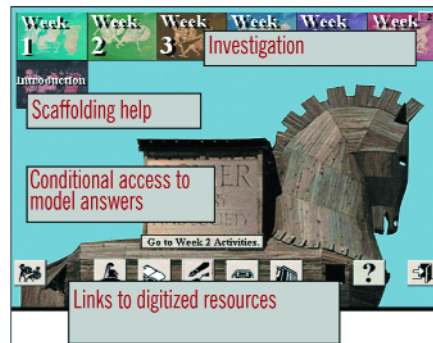 Week Week Week Week Week Week
1 2 3 Investigation
Introduction
Scaffolding help
Conditional access to
model answers
Go to Week 2 Activities.
?
Links to digitized resources